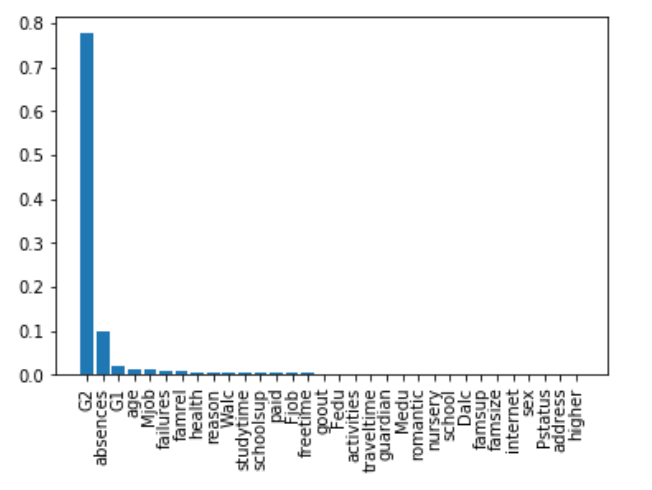 0.8
0.7
0.6
0.5
0.4
0.3
0.2
0.1
0.0
G2
absences
G1
age
Mjob
failures
famrel
health
reason
Walc
studytime
schoolsup
paid
Fjob
freetime
goout
Fedu
activities
traveltime
guardian
Medu
romantic
nursery
school
Dalc
famsup
famsize
internet
sex
Pstatus
address
higher